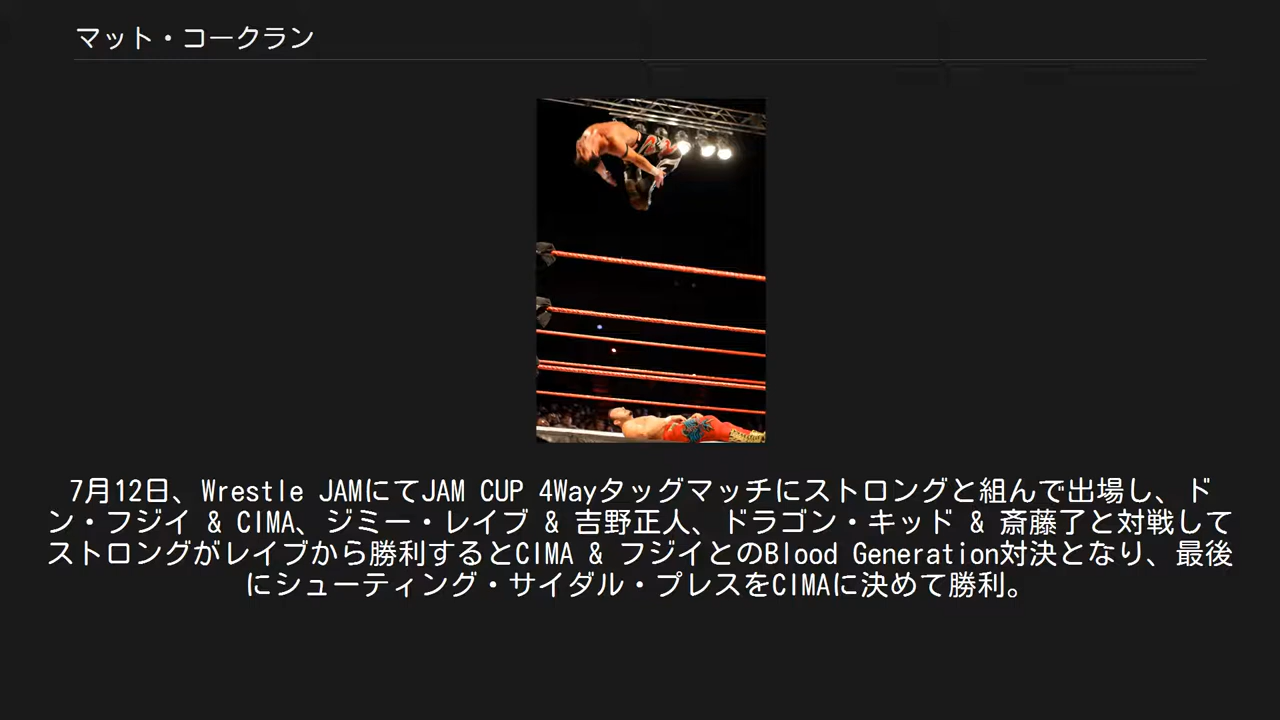 マット・コークラン
7月12日、Wrestle JAMにてJAM CUP 4Wayタッグマッチにストロングと組んで出場し、ド
ン・フジイ & CIMA、ジミー・レイブ & 吉野正人、ドラゴン・キッド & 斎藤了と対戦して
ストロングがレイブから勝利するとCIMA & フジイとのBlood Generation対決となり、最後
にシューティング・サイダル・プレスをCIMAに決めて勝利。